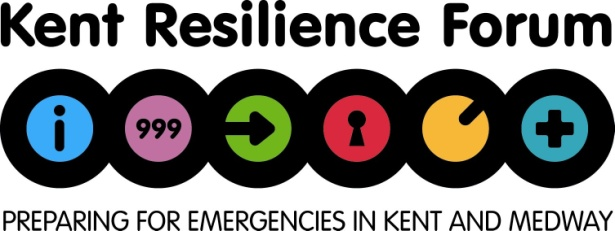 Kent Resilience Forum
i 999
PREPARING FOR EMERGENCIES IN KENT AND MEDWAY